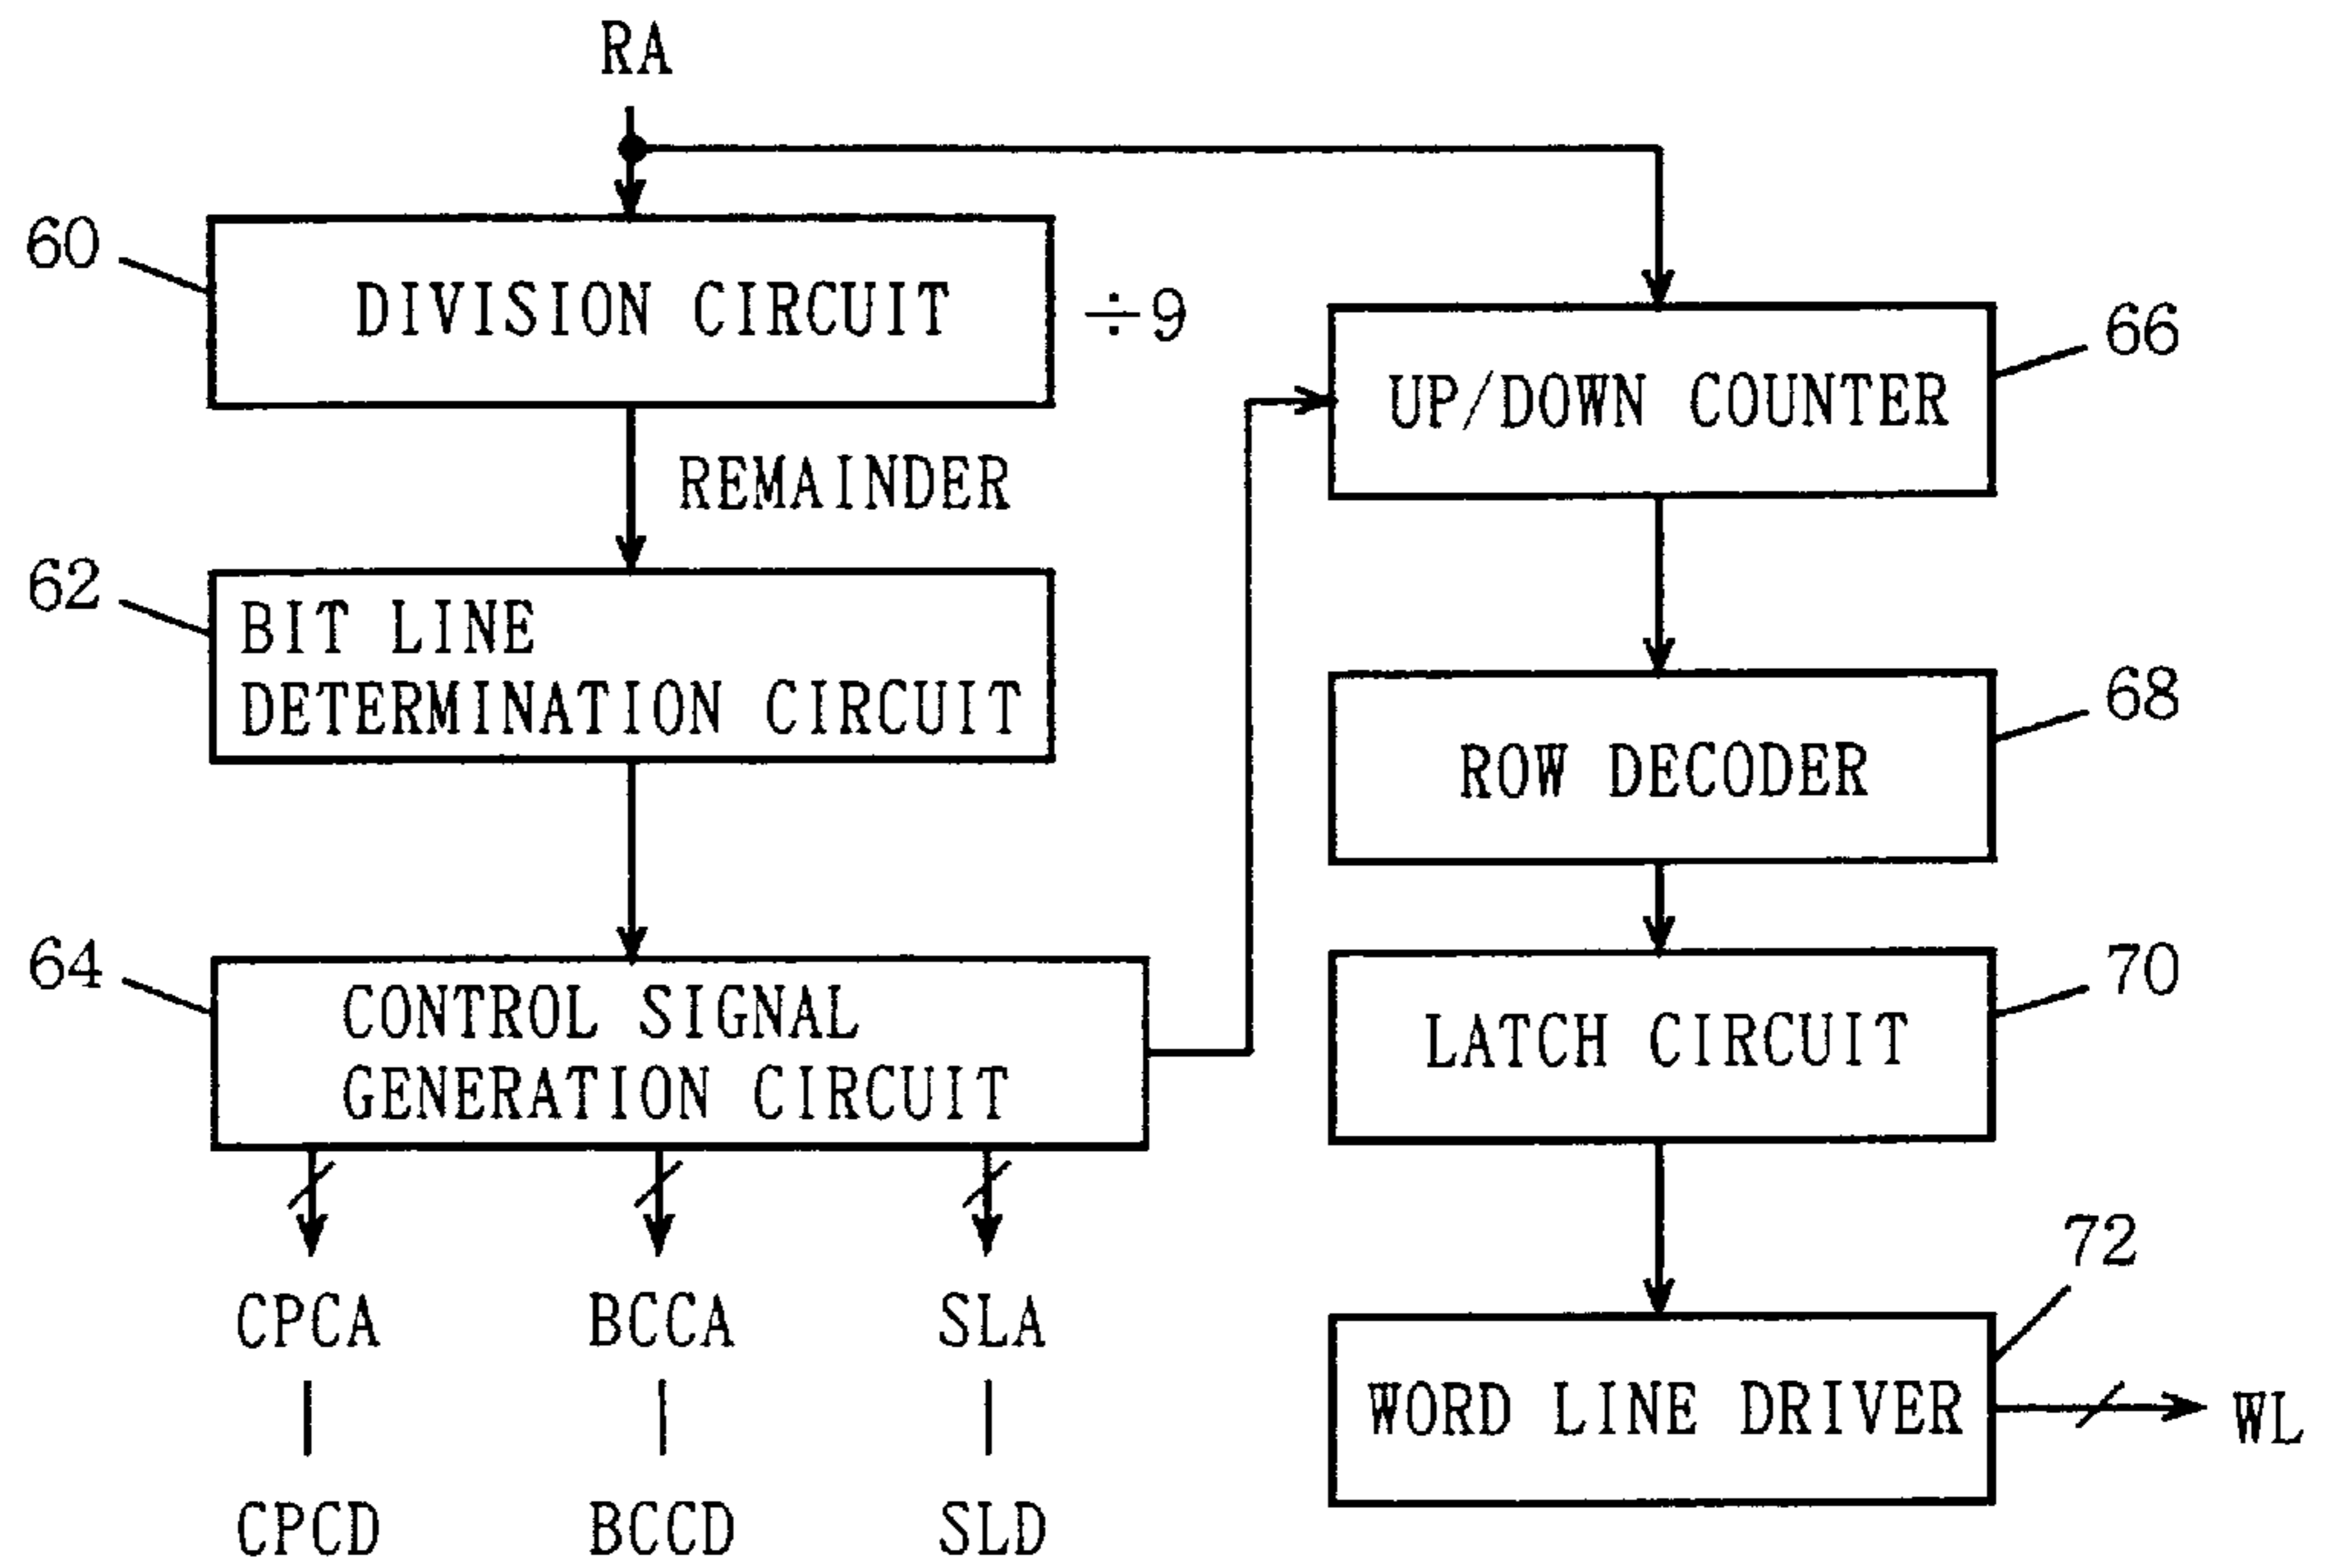 RA
60
DIVISION CIRCUIT
÷9
REMAINDER
62
BIT LINE
DETERMINATION CIRCUIT
64
CONTROL SIGNAL
GENERATION CIRCUIT
CPCA
BCCA
SLA
CPCD
BCCD
SLD
66
UP/DOWN COUNTER
68
ROW DECODER
70
LATCH CIRCUIT
72
WORD LINE DRIVER
WL